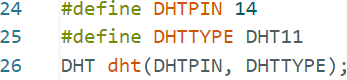 24 #define DHTPIN 14
25 #define DHTTYPE DHT11
26 DHT dht(DHTPIN, DHTTYPE);